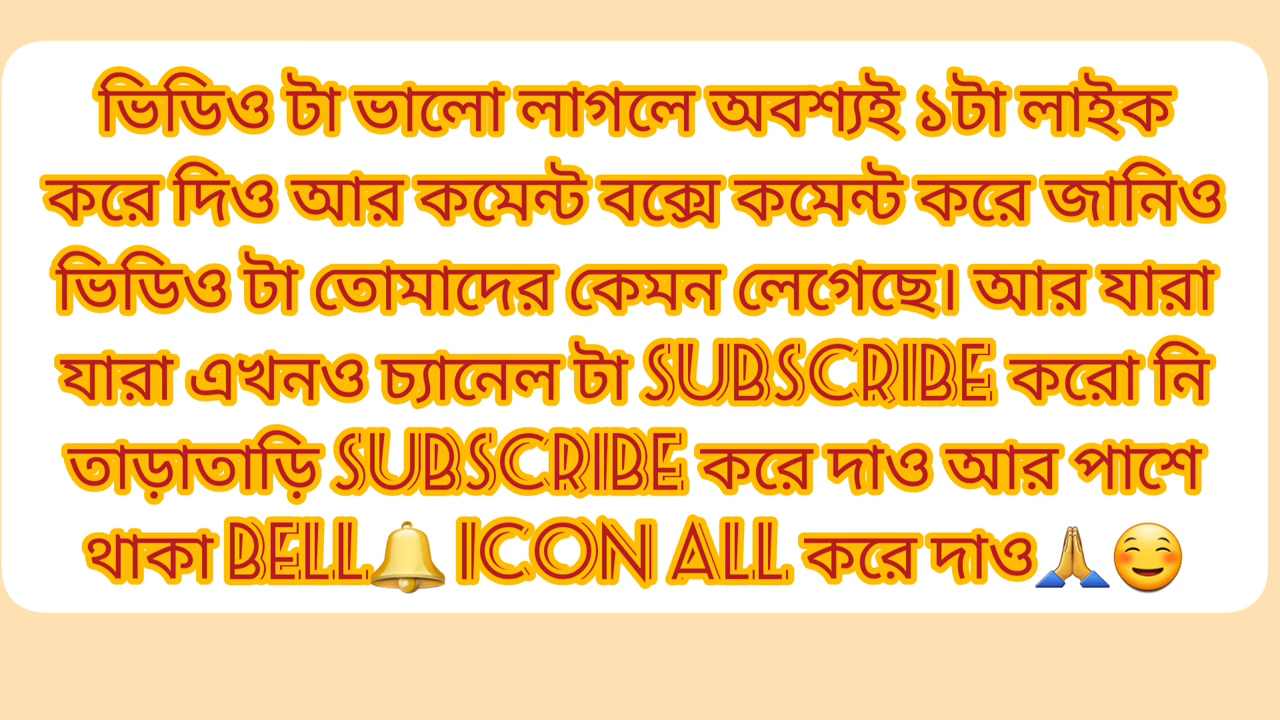 ভিডিও টা ভালো লাগলে অবশ্যই ১টা লাইক
করে দিও আর কমেন্ট বক্সে কমেন্ট করে জানিও
ভিডিও টা তোমাদের কেমন লেগেছে। আর যারা
যারা এখনও চ্যানেল টা SUBSCRIBE করো নি
তাড়াতাড়ি SUBSCRIBE করে দাও আর পাশে
থাকা BELL🔔 ICON ALL করে দাও🙏😊